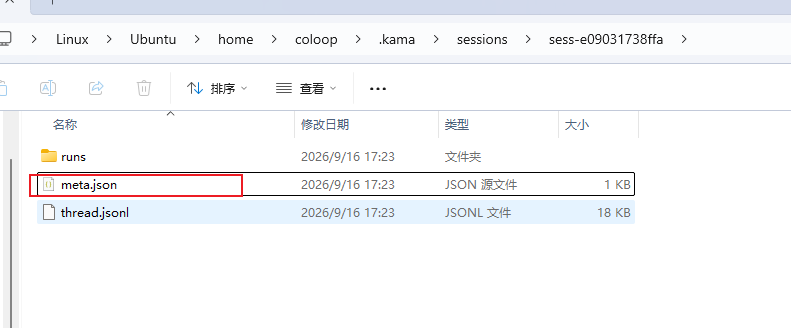 Linux > Ubuntu > home > coloop > .kama > sessions > sess-e09031738ffa >
排序 查看 •••
名称 修改日期 类型 大小
runs 2026/9/16 17:23 文件夹
meta.json 2026/9/16 17:23 JSON 源文件 1 KB
thread.jsonl 2026/9/16 17:23 JSONL 文件 18 KB